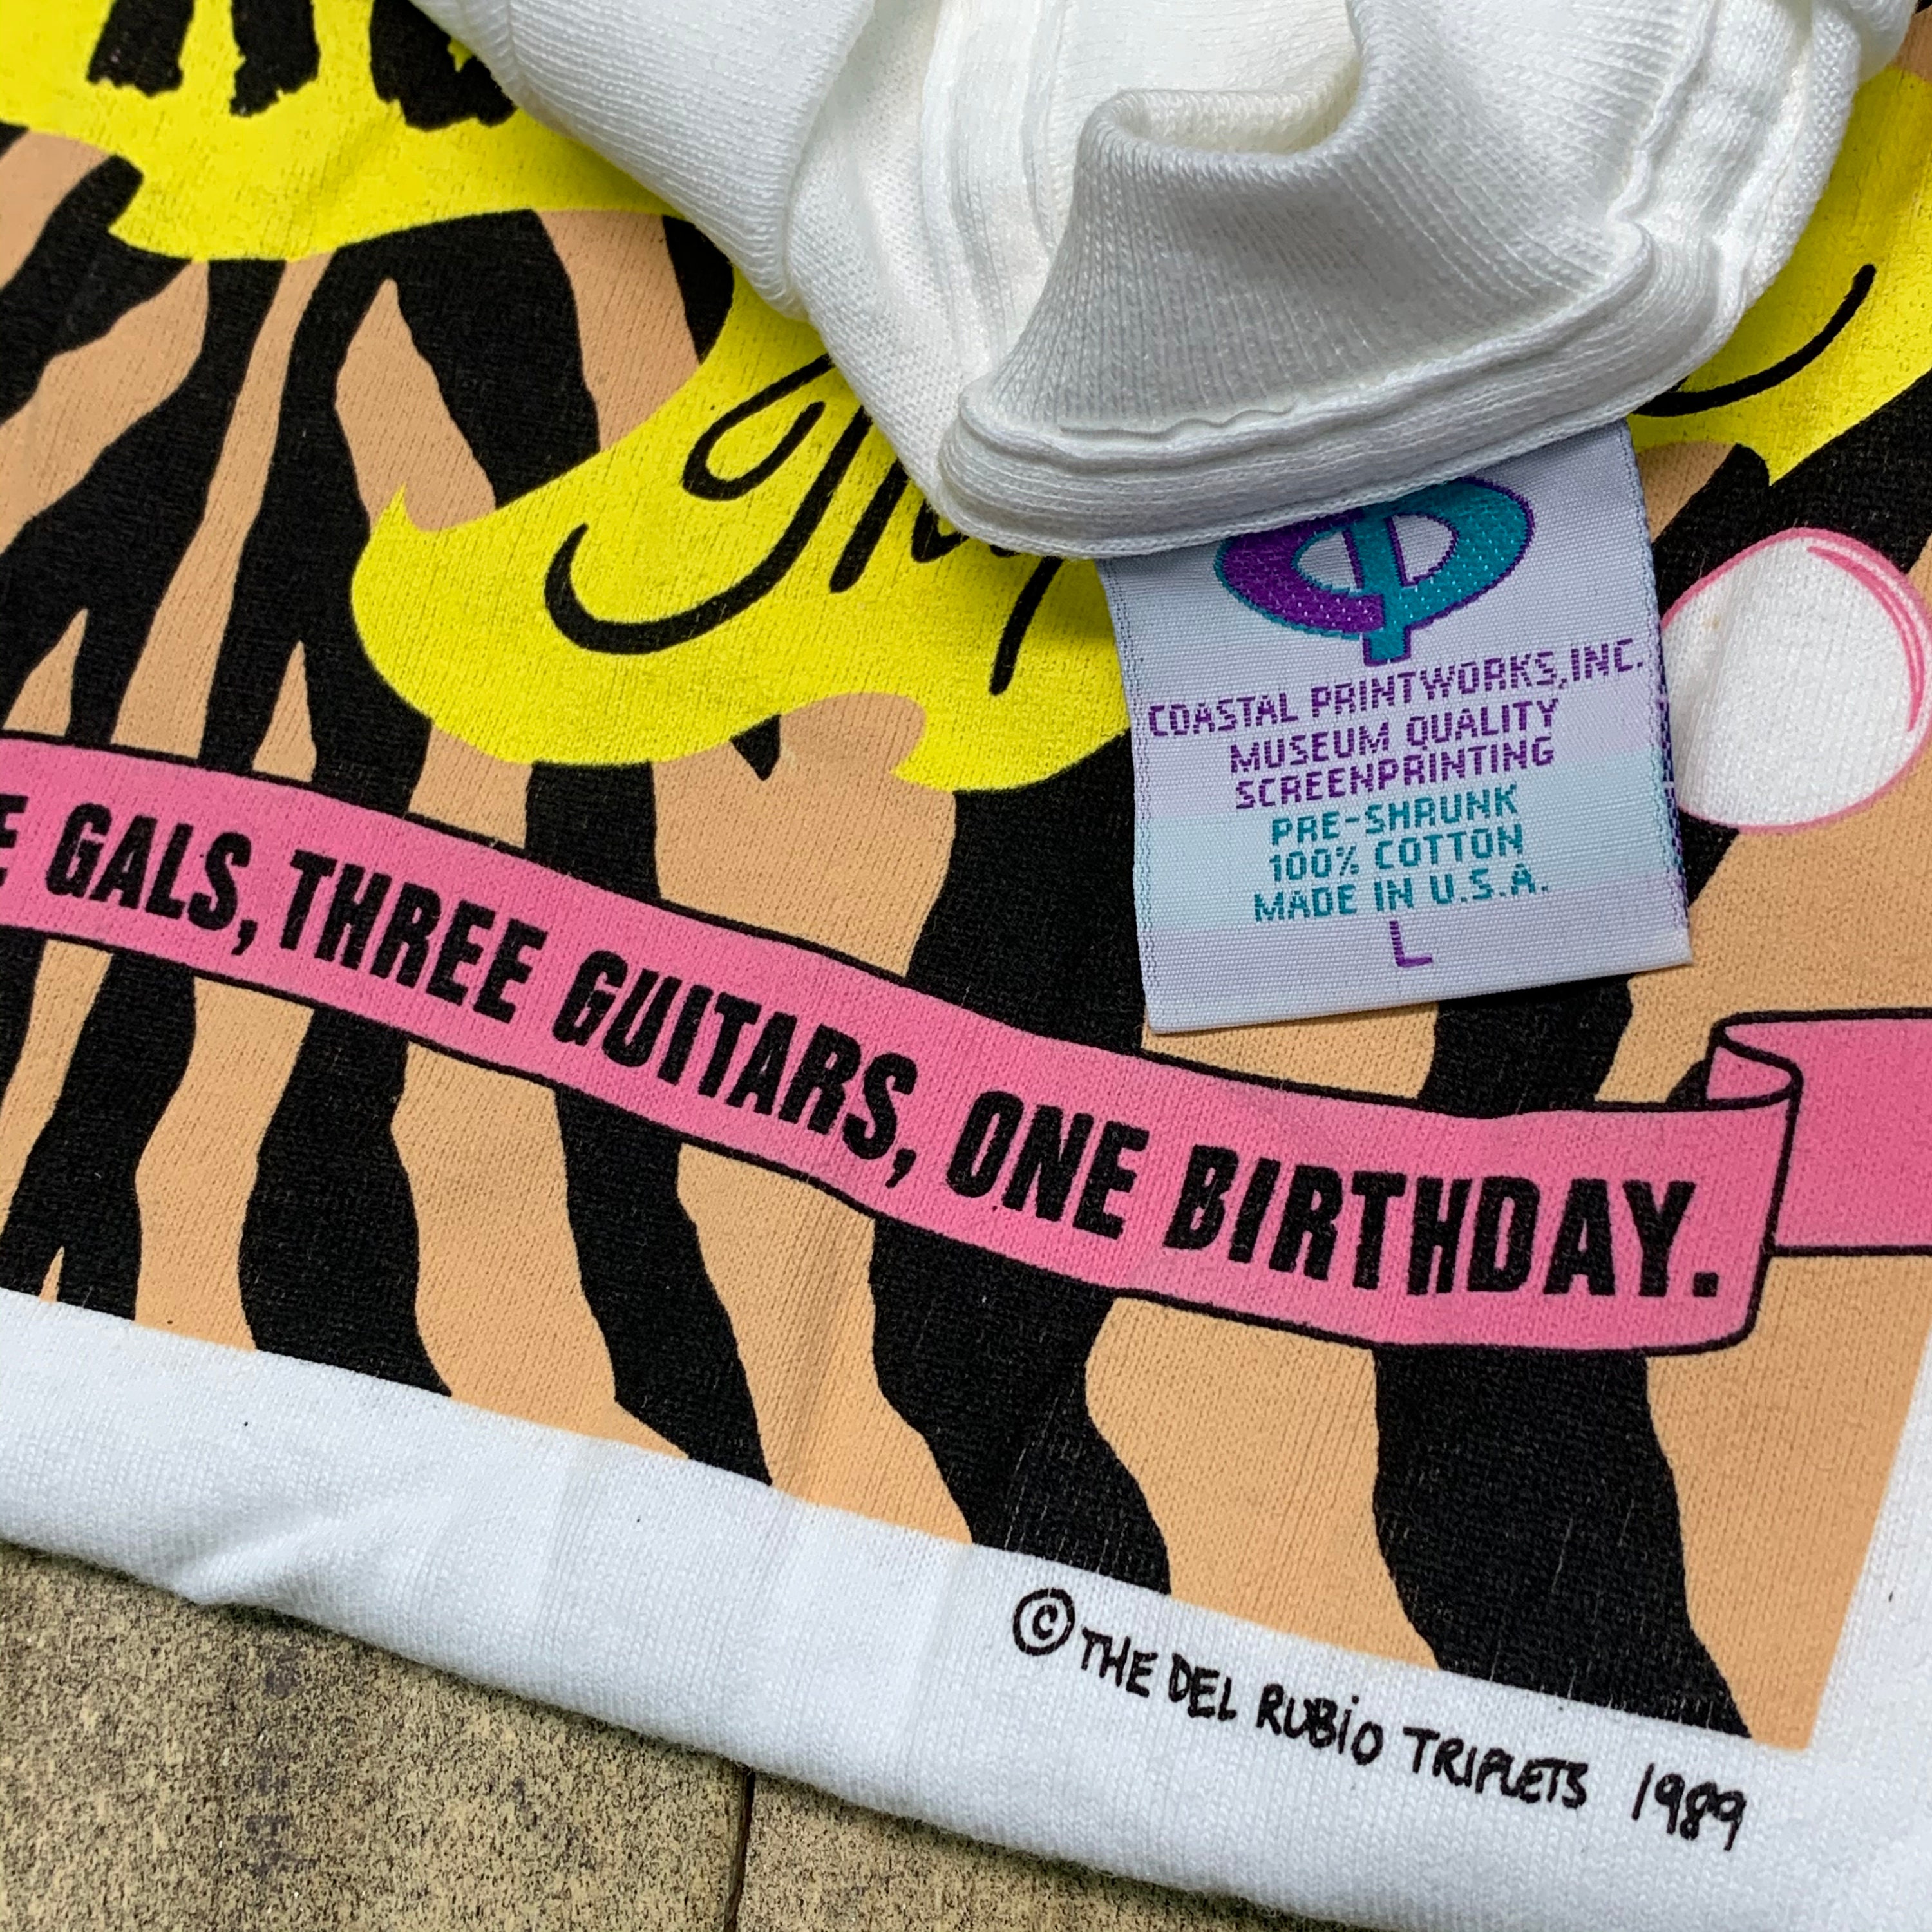 COASTAL PRINTWORKS, INC.
MUSEUM QUALITY
SCREENPRINTING
PRE-SHRUNK
100% COTTON
MADE IN U.S.A.
L
GALS, THREE GUITARS, ONE BIRTHDAY.
© THE DEL RUBiO TRIPLETS 1989